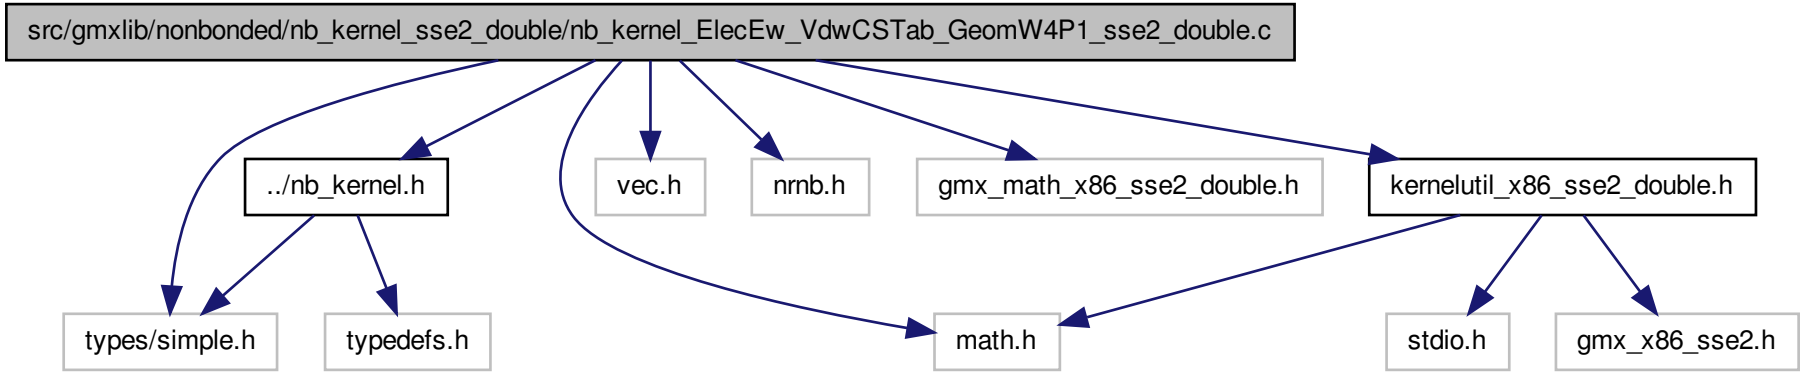 src/gmxlib/nonbonded/nb_kernel_sse2_double/nb_kernel_ElecEw_VdwCSTab_GeomW4P1_sse2_double.c
../nb_kernel.h
vec.h
nrnb.h
gmx_math_x86_sse2_double.h
kernelutil_x86_sse2_double.h
types/simple.h
typedefs.h
math.h
stdio.h
gmx_x86_sse2.h